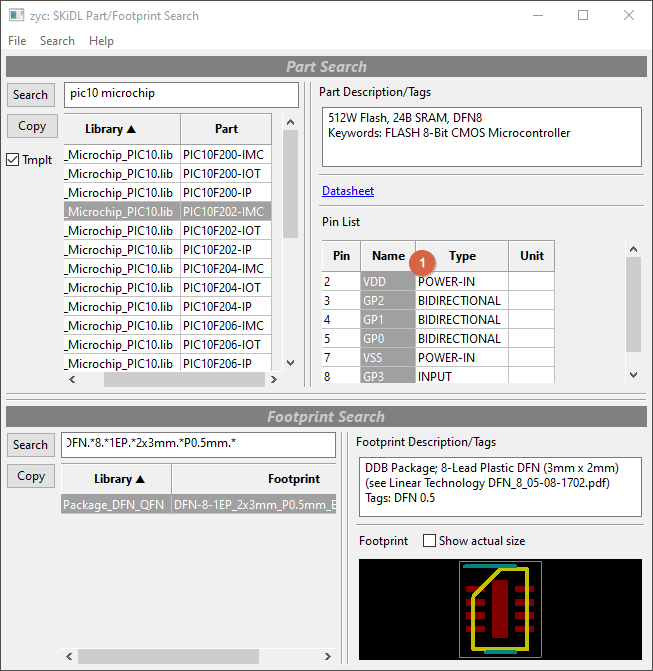 zyc: SKiDL Part/Footprint Search
File Search Help
Part Search
Search
pic10 microchip
Copy
Tmplt
Library Part
_Microchip_PIC10.lib PIC10F200-IMC
_Microchip_PIC10.lib PIC10F200-IOT
_Microchip_PIC10.lib PIC10F200-IP
_Microchip_PIC10.lib PIC10F202-IMC
_Microchip_PIC10.lib PIC10F202-IOT
_Microchip_PIC10.lib PIC10F202-IP
_Microchip_PIC10.lib PIC10F204-IMC
_Microchip_PIC10.lib PIC10F204-IOT
_Microchip_PIC10.lib PIC10F204-IP
_Microchip_PIC10.lib PIC10F206-IMC
_Microchip_PIC10.lib PIC10F206-IOT
_Microchip_PIC10.lib PIC10F206-IP
Part Description/Tags
512W Flash, 24B SRAM, DFN8
Keywords: FLASH 8-Bit CMOS Microcontroller
Datasheet
Pin List
Pin Name Type Unit
1
2 VDD POWER-IN
3 GP2 BIDIRECTIONAL
4 GP1 BIDIRECTIONAL
5 GP0 BIDIRECTIONAL
7 VSS POWER-IN
8 GP3 INPUT
Footprint Search
Search
DFN.*8.*1EP.*2x3mm.*P0.5mm.*
Copy
Library Footprint
Package_DFN_QFN DFN-8-1EP_2x3mm_P0.5mm_E
Footprint Description/Tags
DDB Package; 8-Lead Plastic DFN (3mm x 2mm)
(see Linear Technology DFN_8_05-08-1702.pdf)
Tags: DFN 0.5
Footprint Show actual size